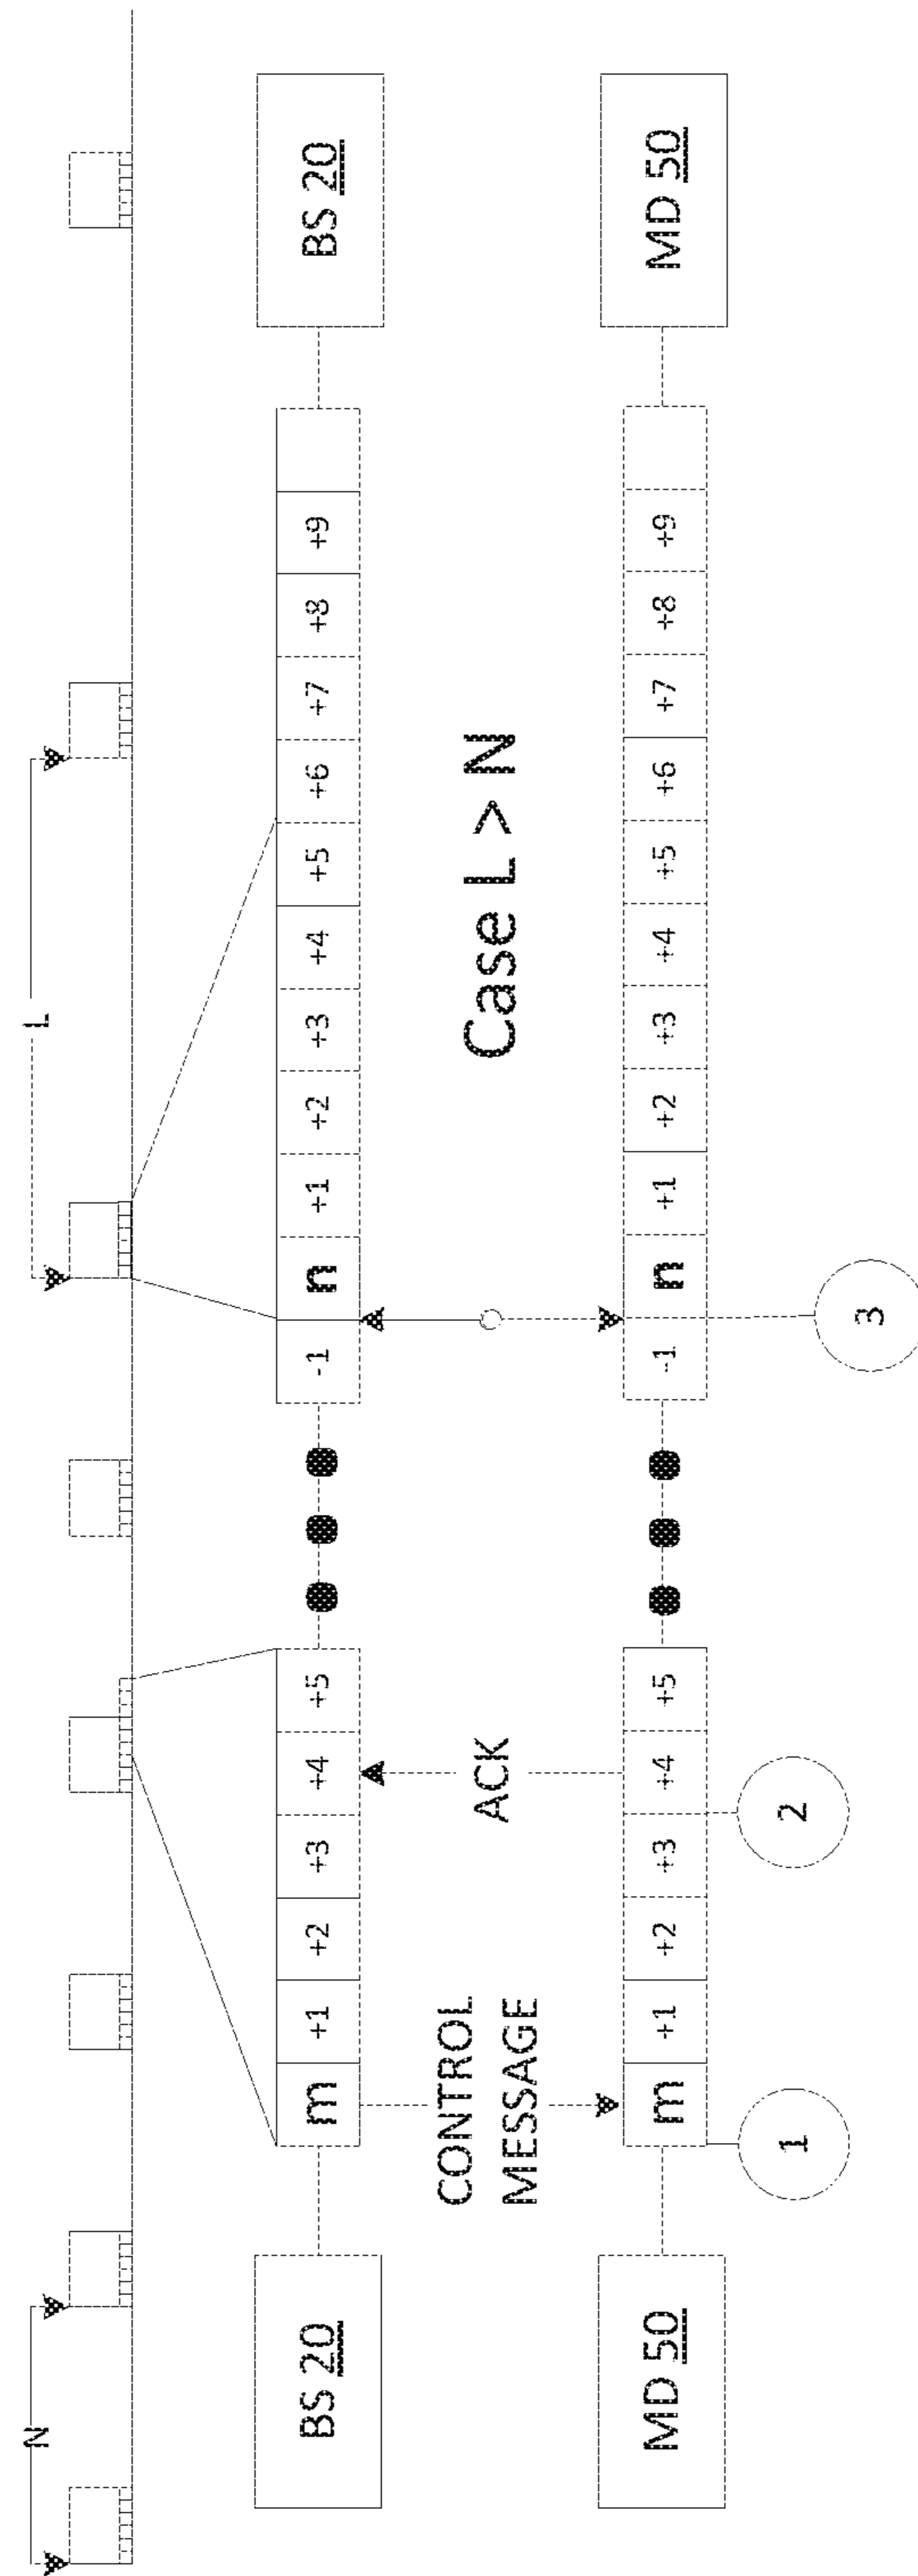 N
L
BS 20
m +1 +2 +3 +4 +5
-1 n +1 +2 +3 +4 +5 +6 +7 +8 +9
BS 20
CONTROL
MESSAGE
ACK
Case L > N
MD 50
m +1 +2 +3 +4 +5
-1 n +1 +2 +3 +4 +5 +6 +7 +8 +9
MD 50
1
2
3